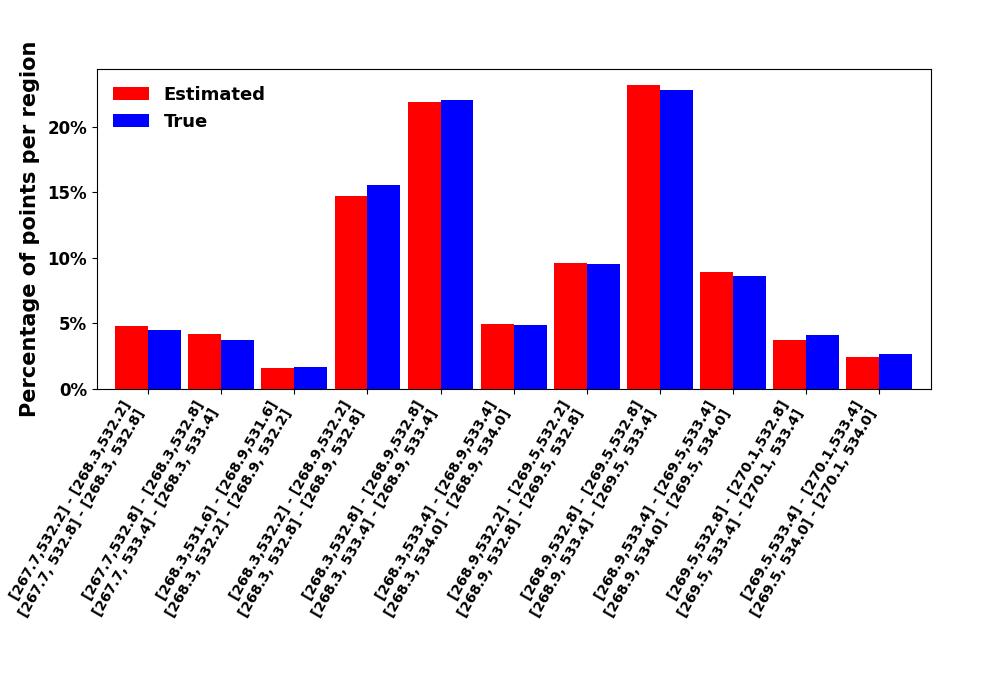 Percentage of points per region
Estimated
True
20%
15%
10%
5%
0%
[267.7,532.2] - [268.3,532.2]
[267.7, 532.8] - [268.3, 532.8]
[267.7,532.8] - [268.3,532.8]
[267.7, 533.4] - [268.3, 533.4]
[268.3,531.6] - [268.9,531.6]
[268.3, 532.2] - [268.9, 532.2]
[268.3,532.2] - [268.9,532.2]
[268.3, 532.8] - [268.9, 532.8]
[268.3,532.8] - [268.9,532.8]
[268.3, 533.4] - [268.9, 533.4]
[268.3,533.4] - [268.9,533.4]
[268.3, 534.0] - [268.9, 534.0]
[268.9,532.2] - [269.5,532.2]
[268.9, 532.8] - [269.5, 532.8]
[268.9,532.8] - [269.5,532.8]
[268.9, 533.4] - [269.5, 533.4]
[268.9,533.4] - [269.5,533.4]
[268.9, 534.0] - [269.5, 534.0]
[269.5,532.8] - [270.1,532.8]
[269.5, 533.4] - [270.1, 533.4]
[269.5,533.4] - [270.1,533.4]
[269.5, 534.0] - [270.1, 534.0]